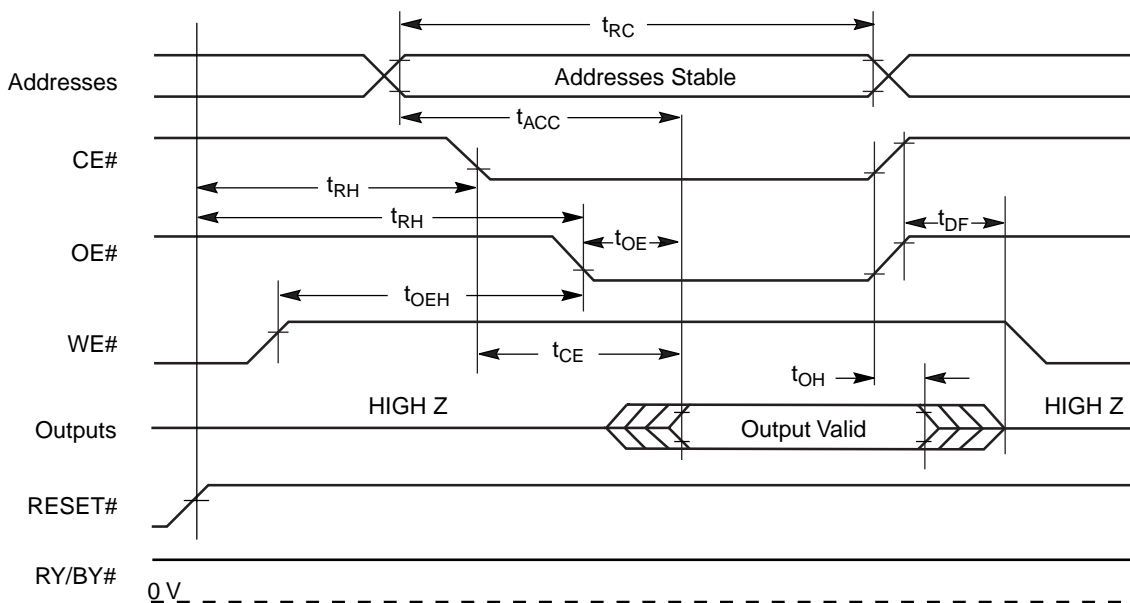 tRC
Addresses
Addresses Stable
tACC
CE#
tRH
tRH
tDF
OE#
tOE
tOEH
WE#
tCE
tOH
HIGH Z
HIGH Z
Outputs
Output Valid
RESET#
RY/BY#
0 V